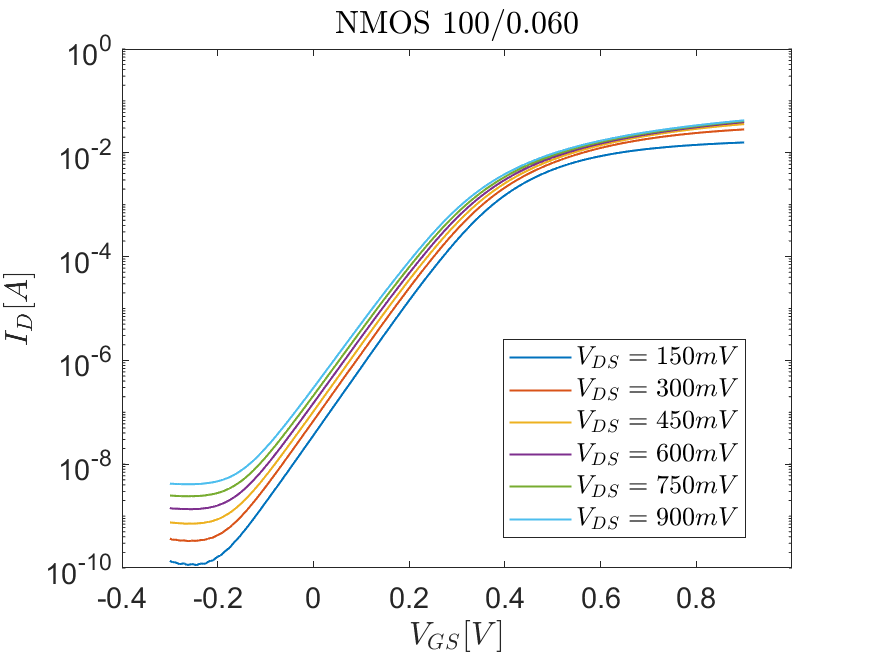 NMOS 100/0.060
10^0
10^-2
10^-4
10^-6
10^-8
10^-10
I_D[A]
V_DS = 150mV
V_DS = 300mV
V_DS = 450mV
V_DS = 600mV
V_DS = 750mV
V_DS = 900mV
-0.4 -0.2 0 0.2 0.4 0.6 0.8
V_GS[V]